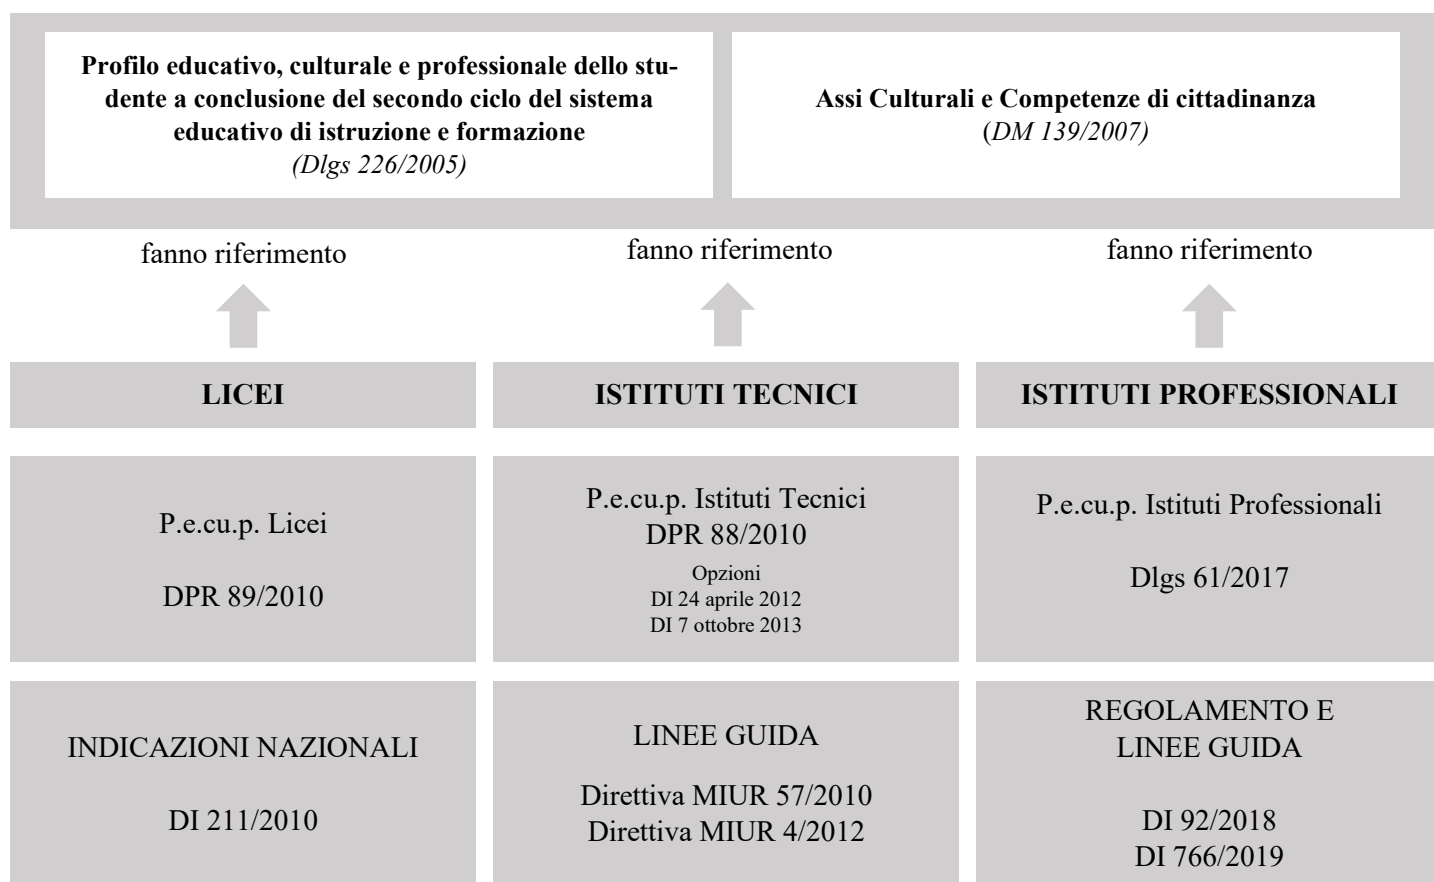 Profilo educativo, culturale e professionale dello stu-
dente a conclusione del secondo ciclo del sistema
educativo di istruzione e formazione
(Dlgs 226/2005)
Assi Culturali e Competenze di cittadinanza
(DM 139/2007)
fanno riferimento
fanno riferimento
fanno riferimento
LICEI
ISTITUTI TECNICI
ISTITUTI PROFESSIONALI
P.e.cu.p. Licei
DPR 89/2010
P.e.cu.p. Istituti Tecnici
DPR 88/2010
Opzioni
DI 24 aprile 2012
DI 7 ottobre 2013
P.e.cu.p. Istituti Professionali
Dlgs 61/2017
INDICAZIONI NAZIONALI
DI 211/2010
LINEE GUIDA
Direttiva MIUR 57/2010
Direttiva MIUR 4/2012
REGOLAMENTO E
LINEE GUIDA
DI 92/2018
DI 766/2019